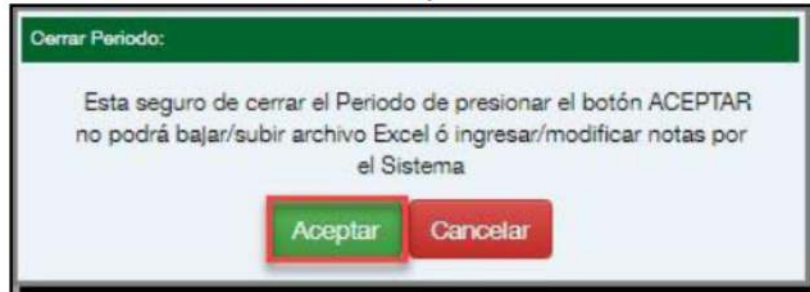 Cerrar Periodo:
Esta seguro de cerrar el Periodo de presionar el botón ACEPTAR
no podrá bajar/subir archivo Excel ó ingresar/modificar notas por
el Sistema
Aceptar Cancelar